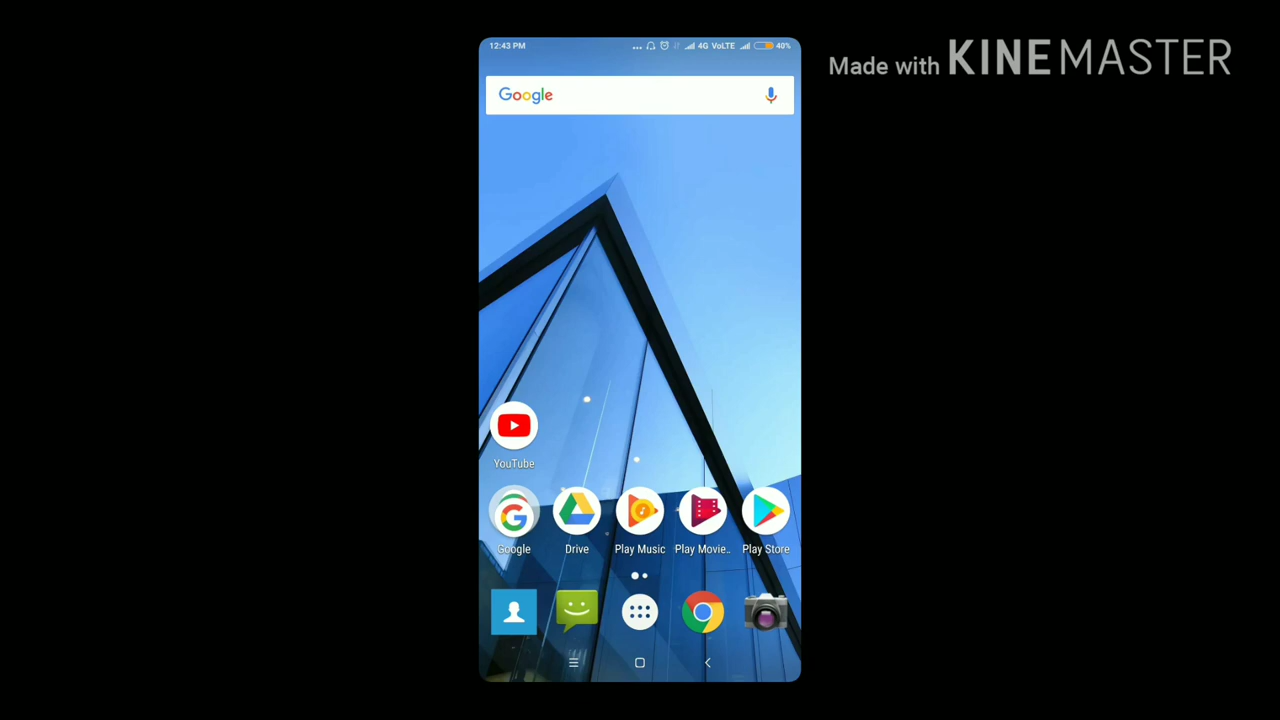 12:43 PM
... 4G VoLTE 40%
Made with KINEMASTER
Google
YouTube
Google Drive Play Music Play Movie.. Play Store